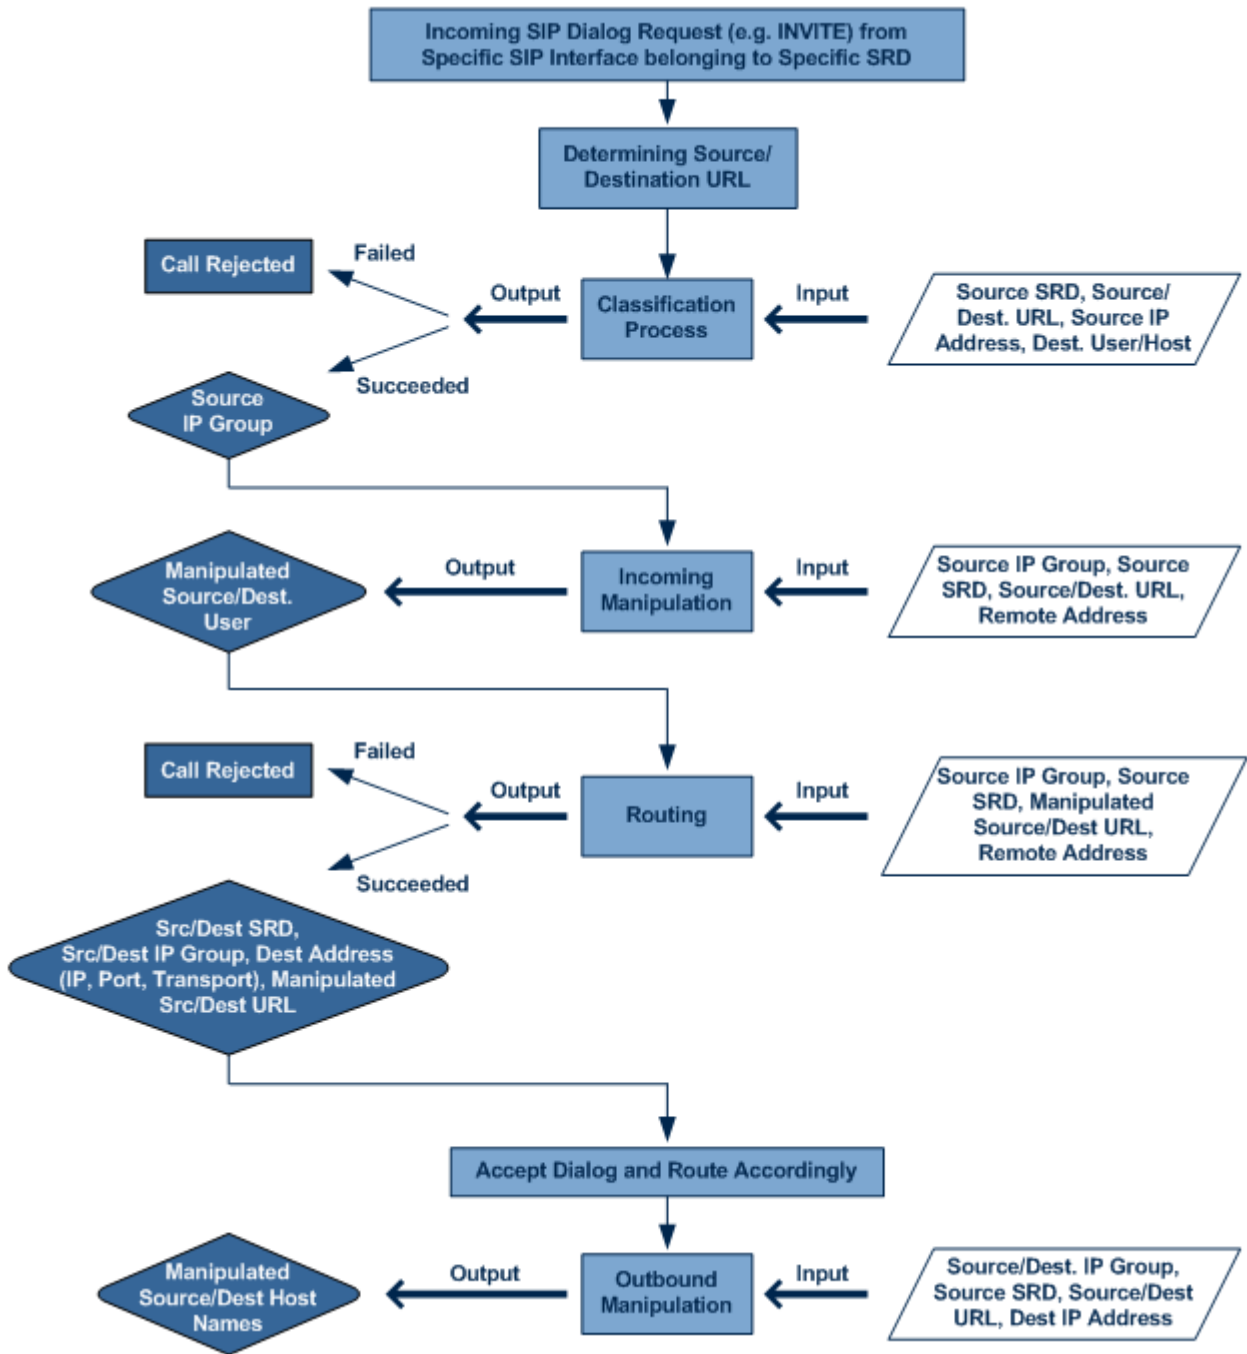 Incoming SIP Dialog Request (e.g. INVITE) from
Specific SIP Interface belonging to Specific SRD
Determining Source/
Destination URL
Call Rejected
Failed
Output
Classification
Process
Input
Source SRD, Source/
Dest. URL, Source IP
Address, Dest. User/Host
Succeeded
Source
IP Group
Manipulated
Source/Dest.
User
Output
Incoming
Manipulation
Input
Source IP Group, Source
SRD, Source/Dest. URL,
Remote Address
Call Rejected
Failed
Output
Routing
Input
Source IP Group, Source
SRD, Manipulated
Source/Dest URL,
Remote Address
Succeeded
Src/Dest SRD,
Src/Dest IP Group, Dest Address
(IP, Port, Transport), Manipulated
Src/Dest URL
Accept Dialog and Route Accordingly
Manipulated
Source/Dest Host
Names
Output
Outbound
Manipulation
Input
Source/Dest. IP Group,
Source SRD, Source/Dest
URL, Dest IP Address